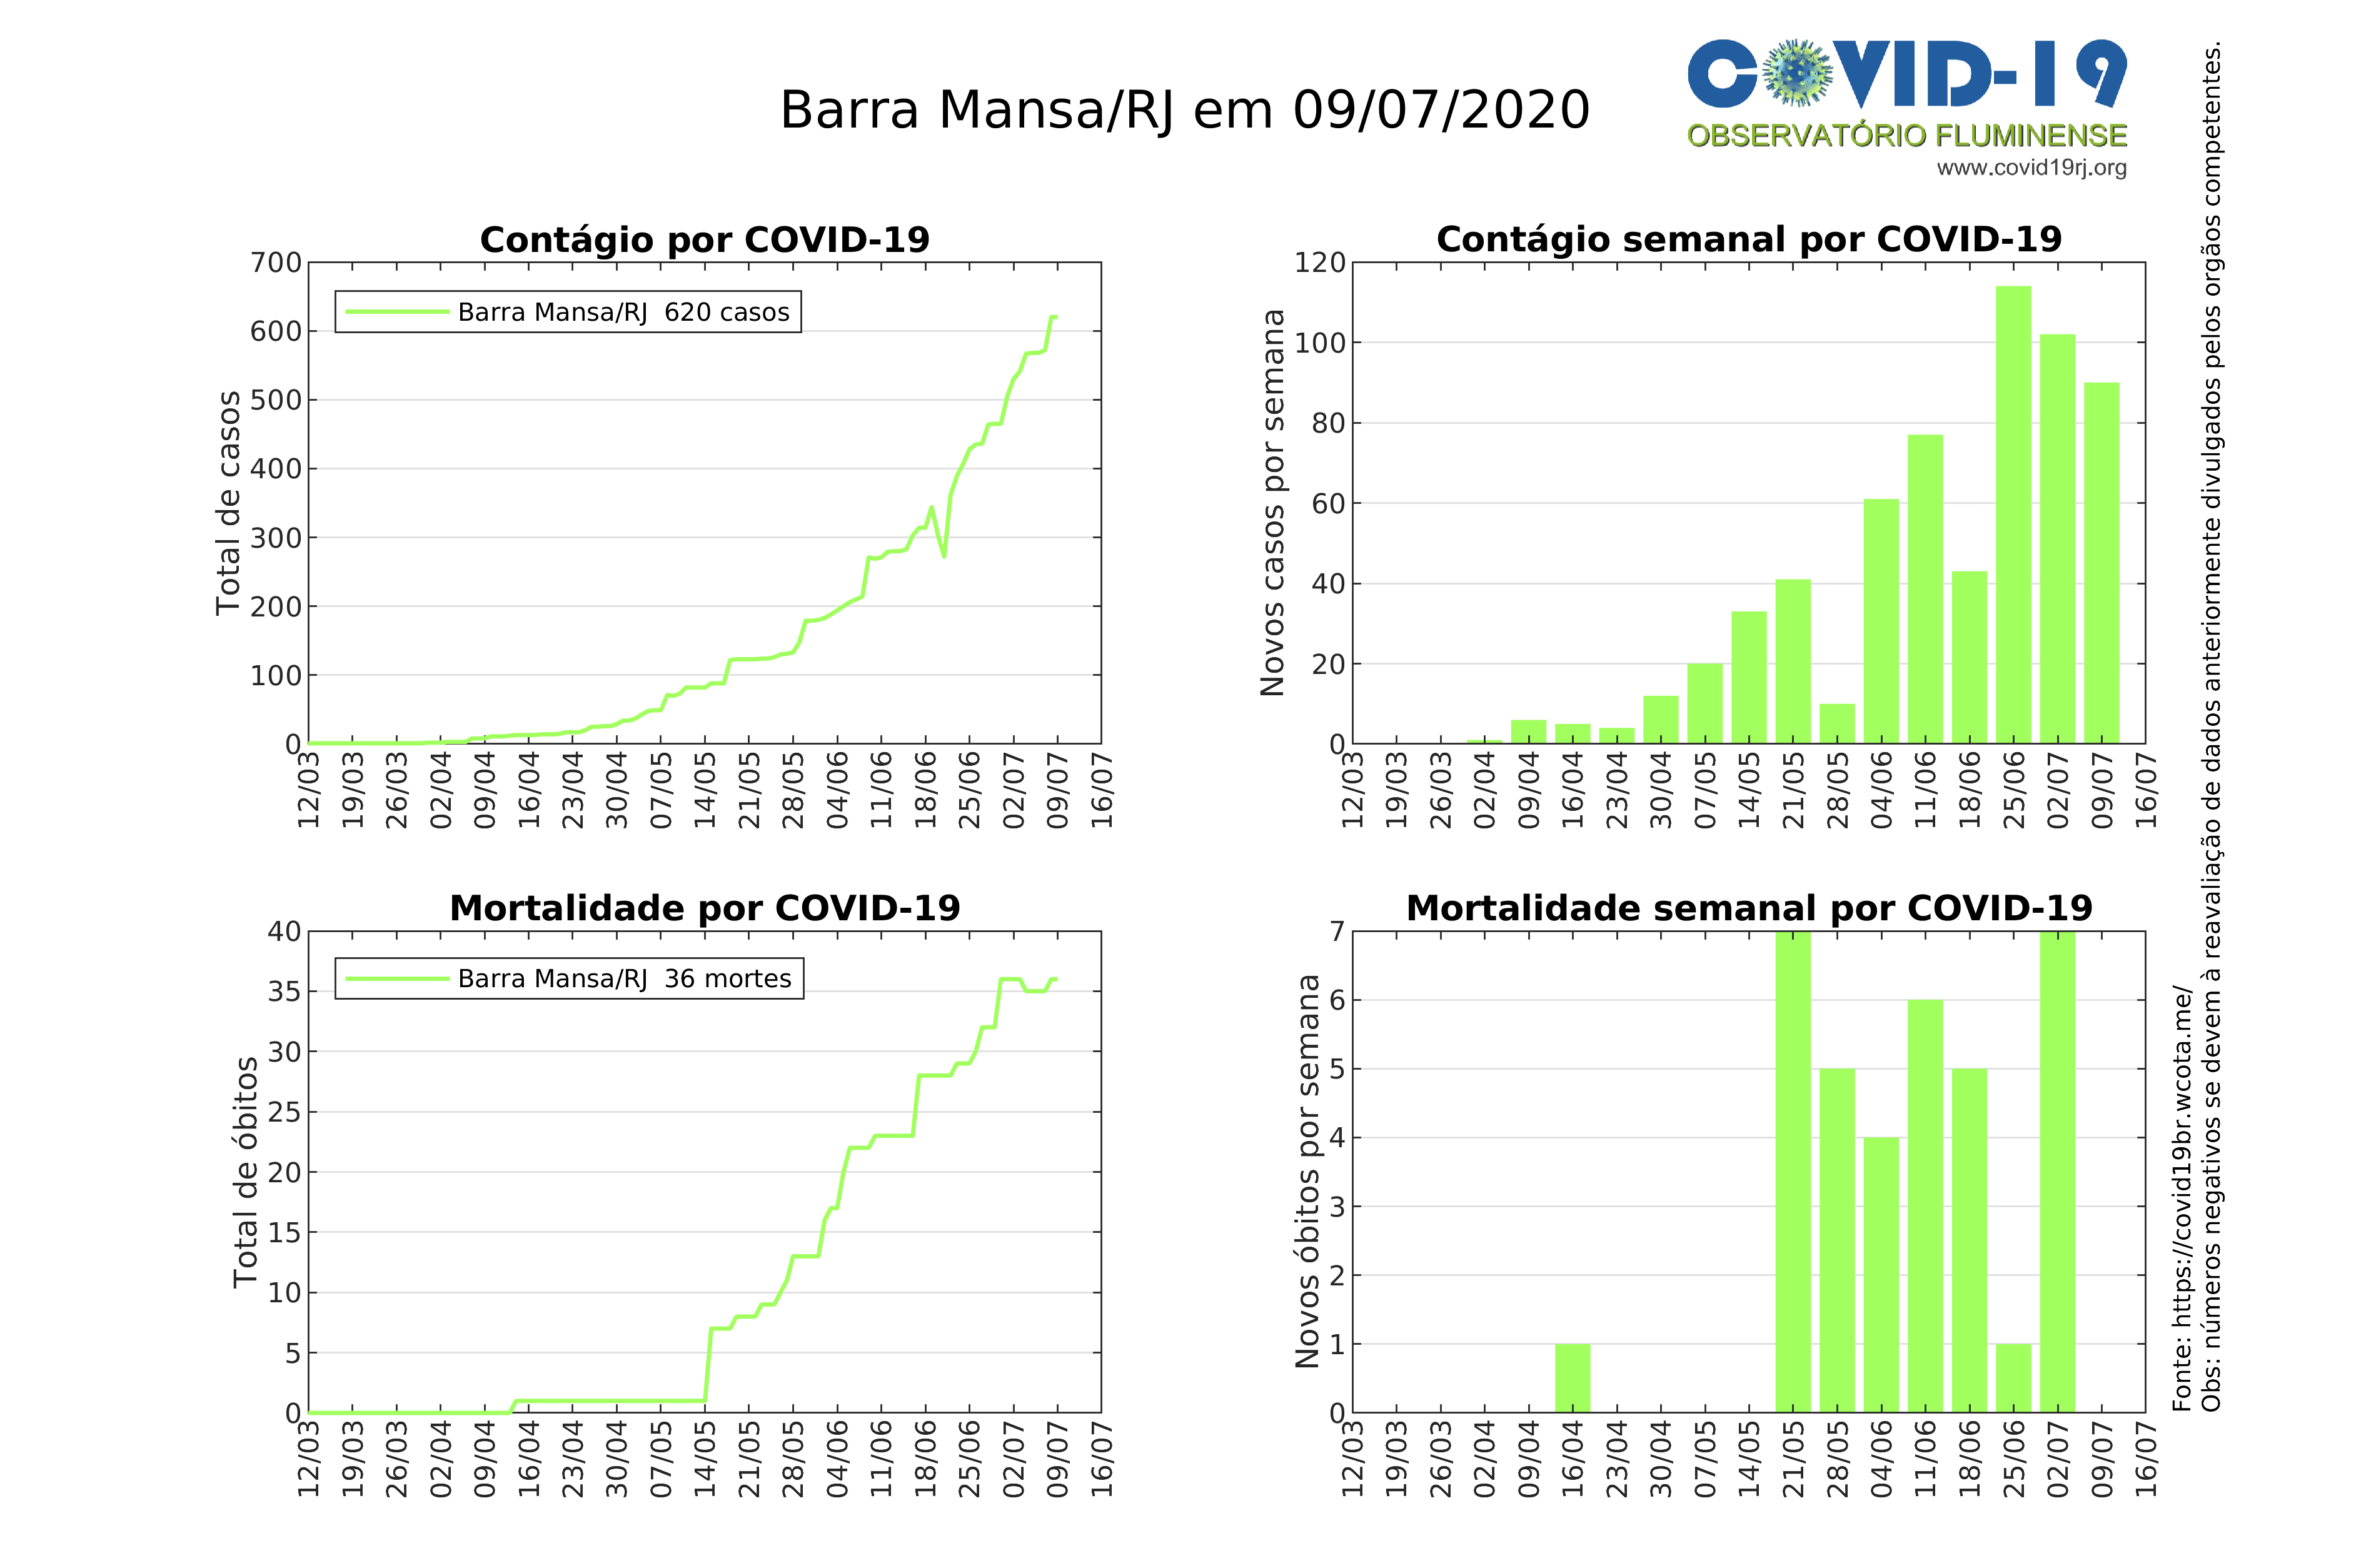 Barra Mansa/RJ em 09/07/2020
COVID-19
OBSERVATÓRIO FLUMINENSE
www.covid19rj.org
Contágio por COVID-19
Total de casos
700
600
500
400
300
200
100
0
Barra Mansa/RJ 620 casos
12/03 19/03 26/03 02/04 09/04 16/04 23/04 30/04 07/05 14/05 21/05 28/05 04/06 11/06 18/06 25/06 02/07 09/07 16/07
Contágio semanal por COVID-19
Novos casos por semana
120
100
80
60
40
20
0
12/03 19/03 26/03 02/04 09/04 16/04 23/04 30/04 07/05 14/05 21/05 28/05 04/06 11/06 18/06 25/06 02/07 09/07 16/07
Mortalidade por COVID-19
Total de óbitos
40
35
30
25
20
15
10
5
0
Barra Mansa/RJ 36 mortes
12/03 19/03 26/03 02/04 09/04 16/04 23/04 30/04 07/05 14/05 21/05 28/05 04/06 11/06 18/06 25/06 02/07 09/07 16/07
Mortalidade semanal por COVID-19
Novos óbitos por semana
7
6
5
4
3
2
1
0
12/03 19/03 26/03 02/04 09/04 16/04 23/04 30/04 07/05 14/05 21/05 28/05 04/06 11/06 18/06 25/06 02/07 09/07 16/07
Fonte: https://covid19br.wcota.me/
Obs: números negativos se devem à reavaliação de dados anteriormente divulgados pelos orgãos competentes.